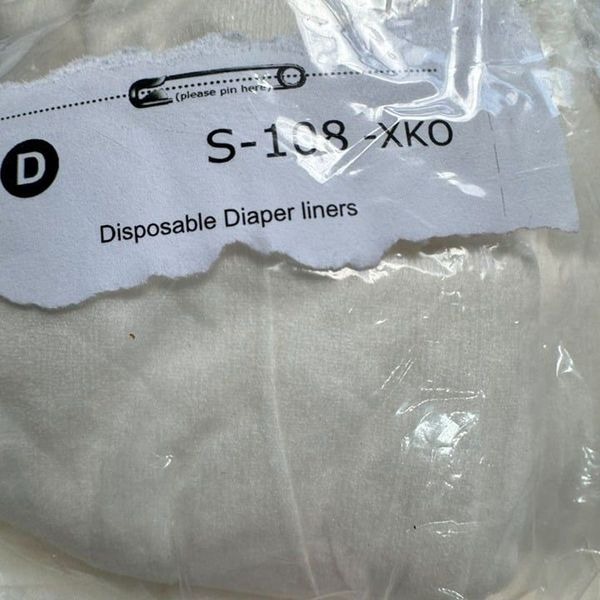 (please pin here)
D
S-108-XKO
Disposable Diaper liners